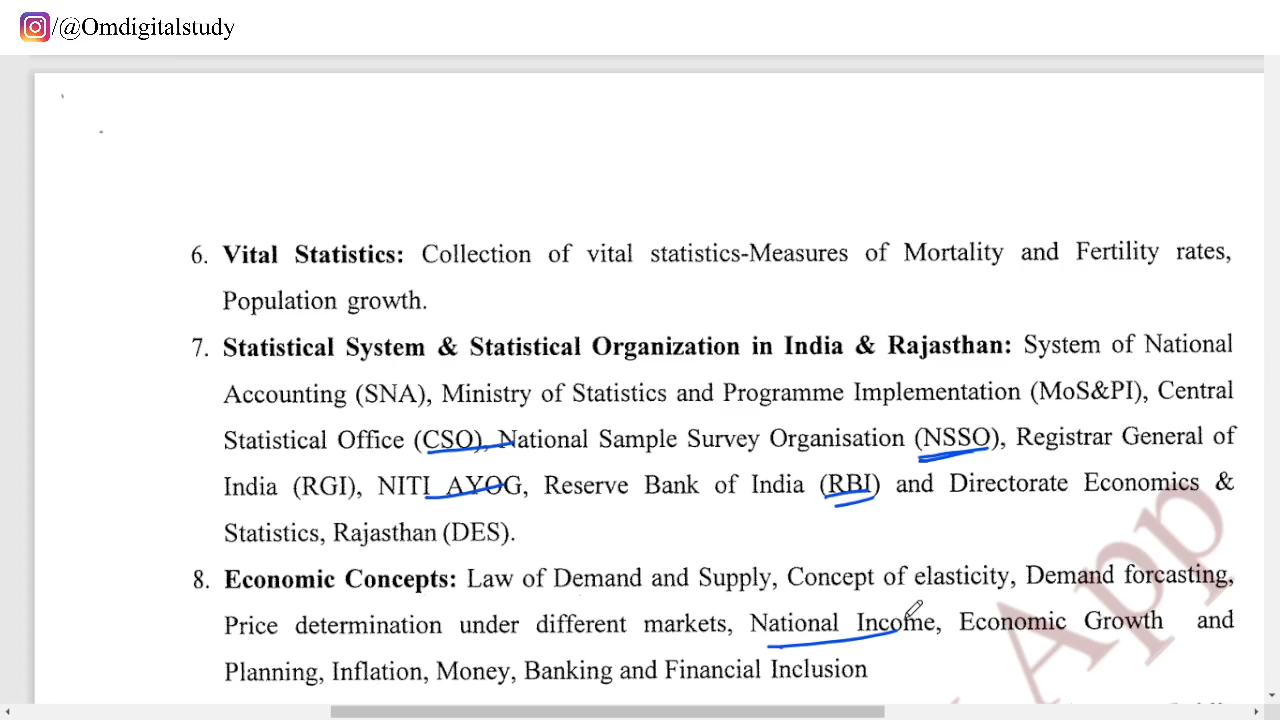 /@Omdigitalstudy
6. Vital Statistics: Collection of vital statistics-Measures of Mortality and Fertility rates,
Population growth.
7. Statistical System & Statistical Organization in India & Rajasthan: System of National
Accounting (SNA), Ministry of Statistics and Programme Implementation (MoS&PI), Central
Statistical Office (CSO), National Sample Survey Organisation (NSSO), Registrar General of
India (RGI), NITI AYOG, Reserve Bank of India (RBI) and Directorate Economics &
Statistics, Rajasthan (DES).
8. Economic Concepts: Law of Demand and Supply, Concept of elasticity, Demand forcasting,
Price determination under different markets, National Income, Economic Growth and
Planning, Inflation, Money, Banking and Financial Inclusion
App